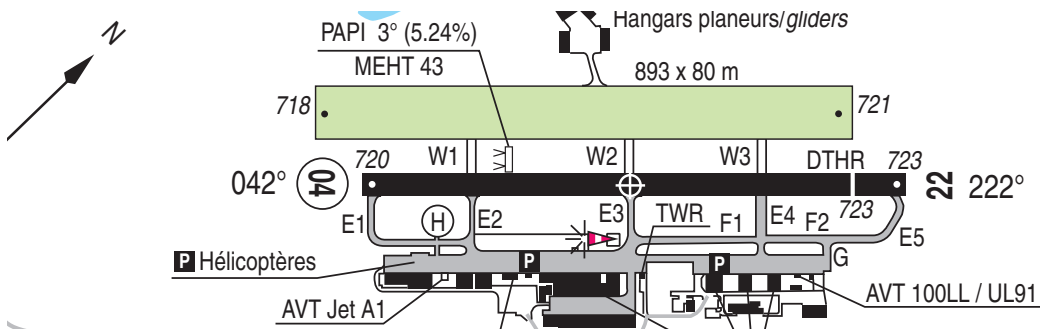 N
Hangars planeurs/gliders
PAPI 3° (5.24%)
MEHT 43
893 x 80 m
718
721
720
W1
W2
W3
DTHR
723
042°
04
22
222°
723
E1
H
E2
E3
TWR
F1
E4
F2
E5
P Hélicoptères
P
P
G
AVT Jet A1
AVT 100LL / UL91